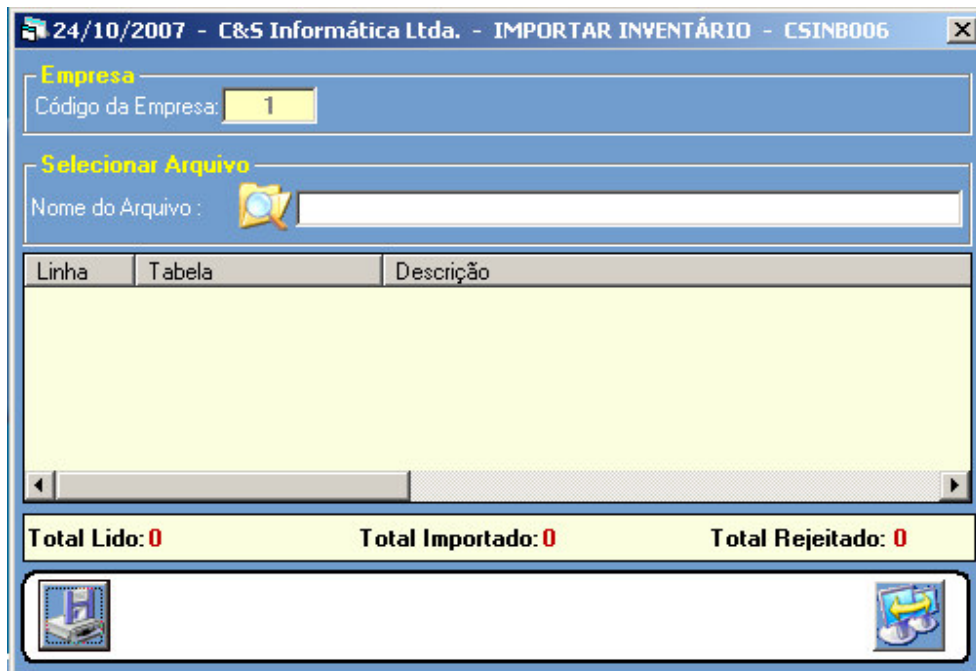 24/10/2007 - C&S Informática Ltda. - IMPORTAR INVENTÁRIO - CSINB006
Empresa
Código da Empresa: 1
Selecionar Arquivo
Nome do Arquivo :
Linha Tabela Descrição
Total Lido: 0 Total Importado: 0 Total Rejeitado: 0